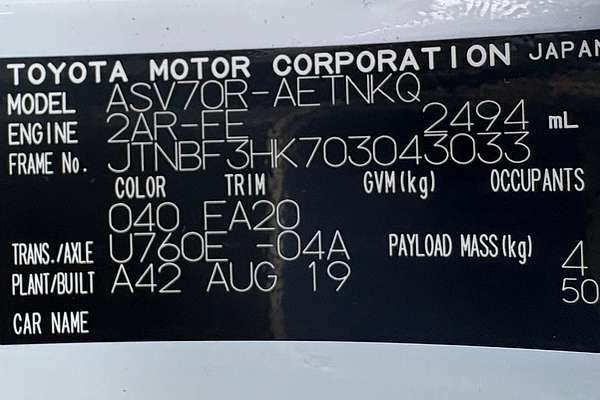 TOYOTA MOTOR CORPORATION JAPAN
MODEL ASV70R-AETNKQ
ENGINE 2AR-FE 2494 mL
FRAME No. JTNBF3HK703043033
COLOR TRIM GVM(kg) OCCUPANTS
040 FA20
TRANS./AXLE U760E -04A PAYLOAD MASS(kg) 4
PLANT/BUILT A42 AUG 19 50
CAR NAME